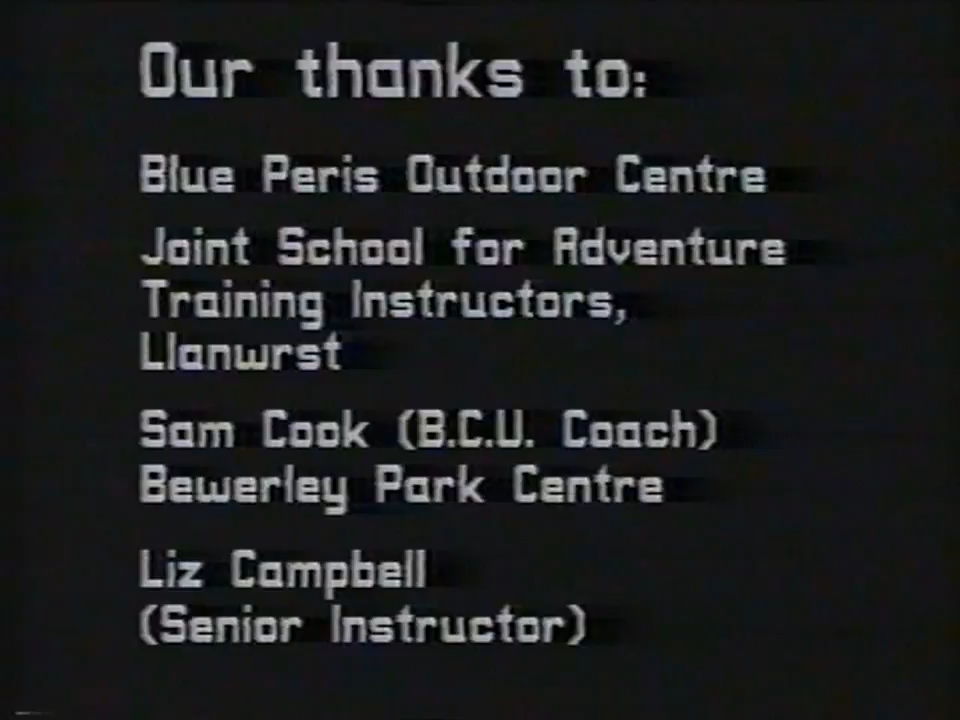 Our thanks to:
Blue Peris Outdoor Centre
Joint School for Adventure
Training Instructors,
Llanwrst
Sam Cook (B.C.U. Coach)
Bewerley Park Centre
Liz Campbell
(Senior Instructor)